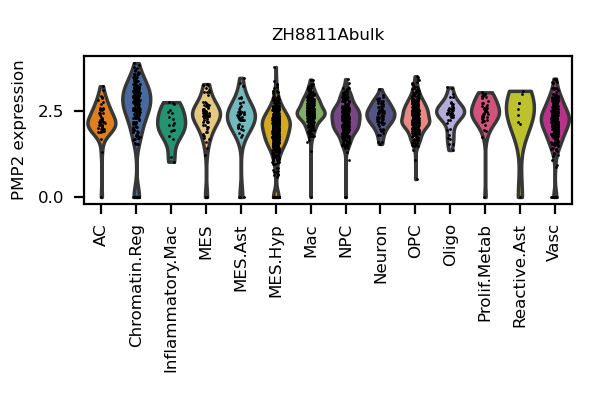 ZH8811Abulk
PMP2 expression
2.5
0.0
AC
Chromatin.Reg
Inflammatory.Mac
MES
MES.Ast
MES.Hyp
Mac
NPC
Neuron
OPC
Oligo
Prolif.Metab
Reactive.Ast
Vasc